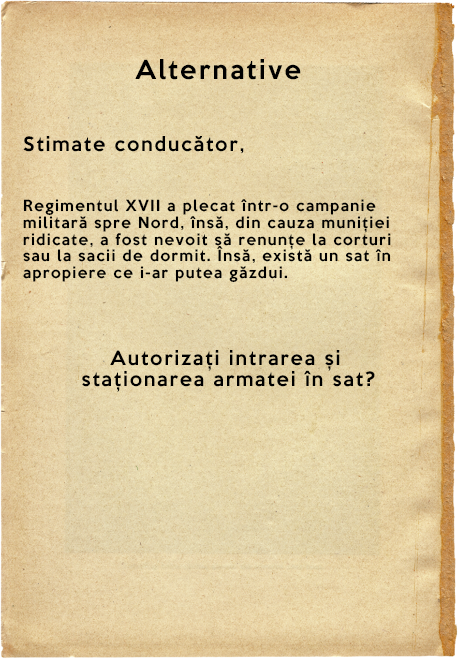 Alternative
Stimate conducător,
Regimentul XVII a plecat într-o campanie
militară spre Nord, însă, din cauza muniției
ridicate, a fost nevoit să renunțe la corturi
sau la sacii de dormit. Însă, există un sat în
apropiere ce i-ar putea găzdui.
Autorizați intrarea și
staționarea armatei în sat?